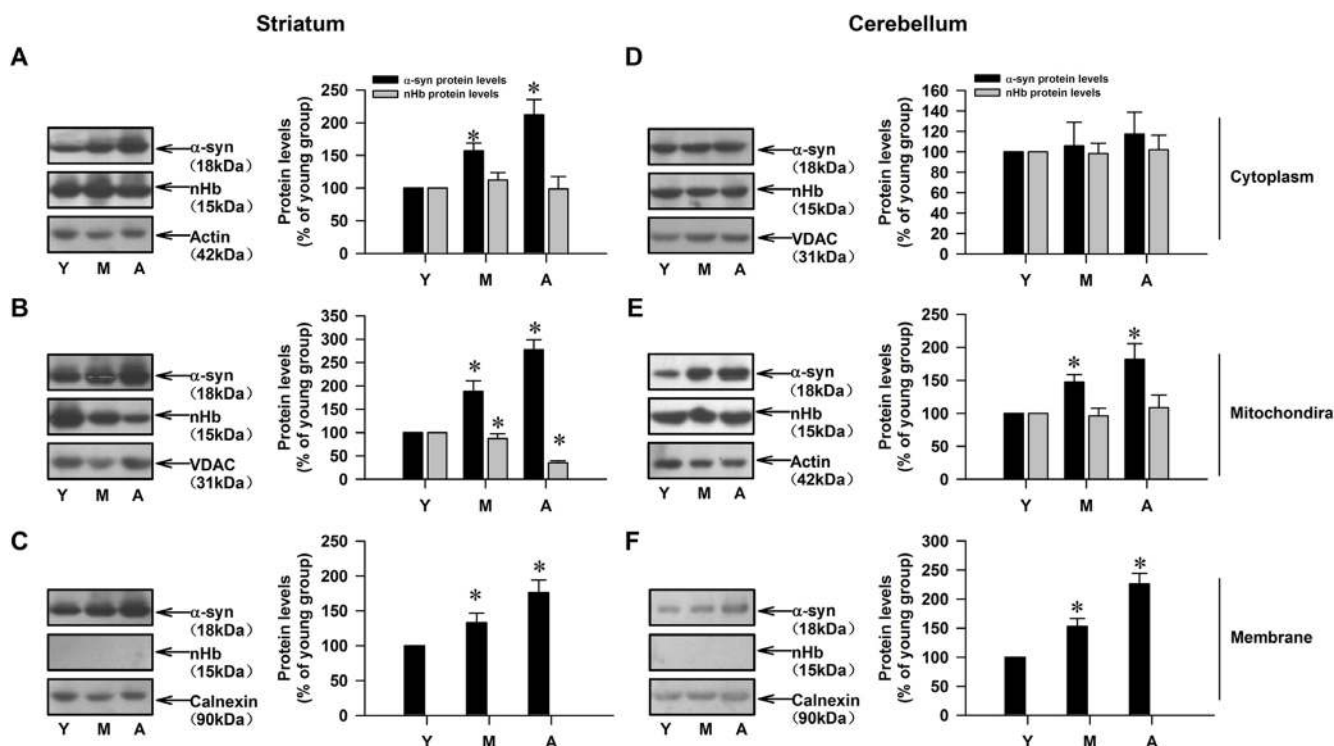 Striatum
Cerebellum
A
α-syn
(18kDa)
nHb
(15kDa)
Actin
(42kDa)
Y M A
Protein levels
(% of young group)
α-syn protein levels
nHb protein levels
250
200
150
100
50
0
*
*
Y M A
D
α-syn
(18kDa)
nHb
(15kDa)
VDAC
(31kDa)
Y M A
Protein levels
(% of young group)
α-syn protein levels
nHb protein levels
160
140
120
100
80
60
40
20
0
Y M A
Cytoplasm
B
α-syn
(18kDa)
nHb
(15kDa)
VDAC
(31kDa)
Y M A
Protein levels
(% of young group)
350
300
250
200
150
100
50
0
*
*
*
*
Y M A
E
α-syn
(18kDa)
nHb
(15kDa)
Actin
(42kDa)
Y M A
Protein levels
(% of young group)
250
200
150
100
50
0
*
*
Y M A
Mitochondira
C
α-syn
(18kDa)
nHb
(15kDa)
Calnexin
(90kDa)
Y M A
Protein levels
(% of young group)
250
200
150
100
50
0
*
*
Y M A
F
α-syn
(18kDa)
nHb
(15kDa)
Calnexin
(90kDa)
Y M A
Protein levels
(% of young group)
300
250
200
150
100
50
0
*
*
Y M A
Membrane